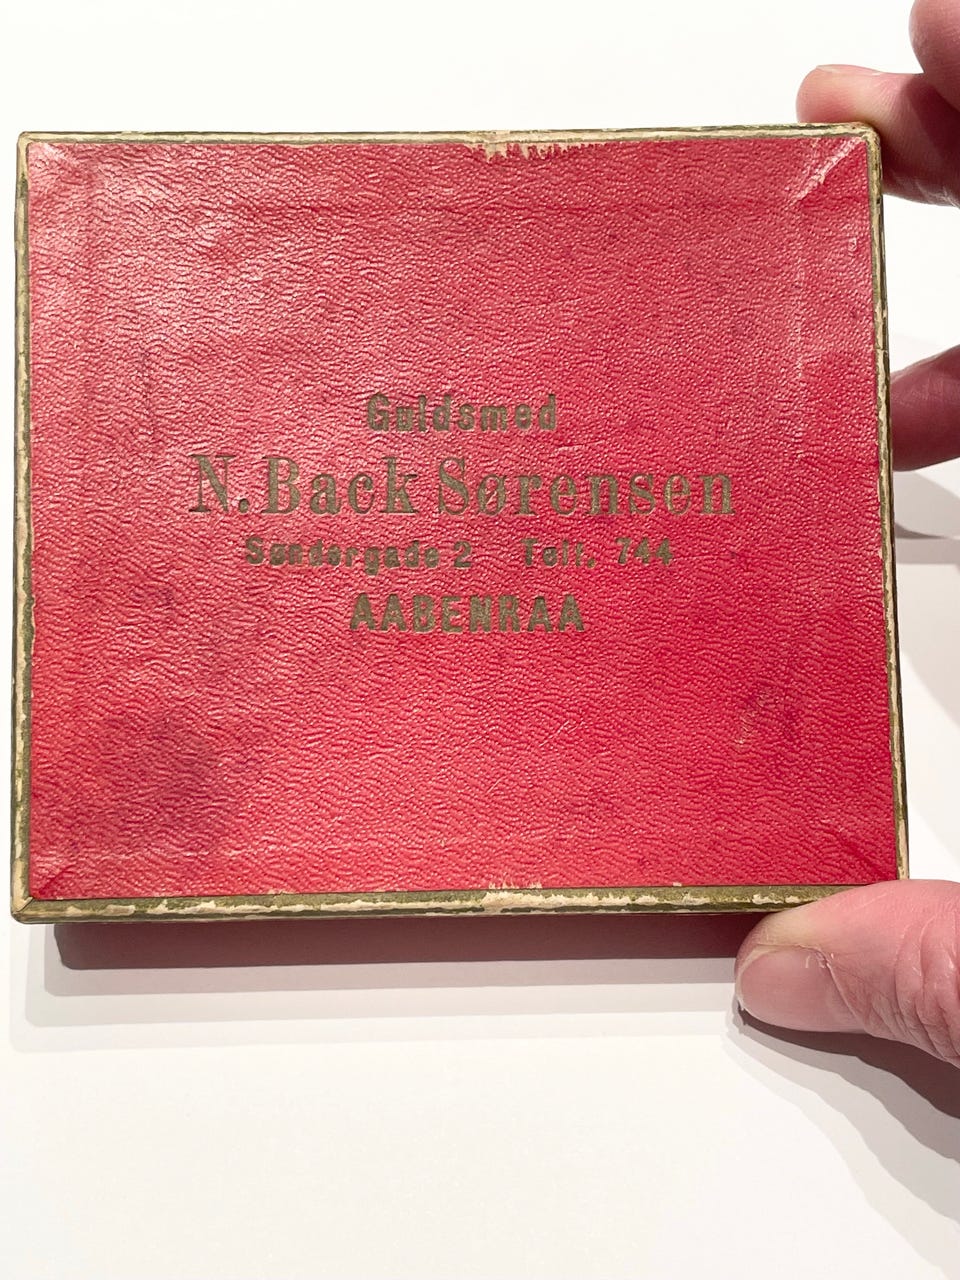 Guldsmed
N. Back Sørensen
Søndergade 2 Telf. 744
AABENRAA